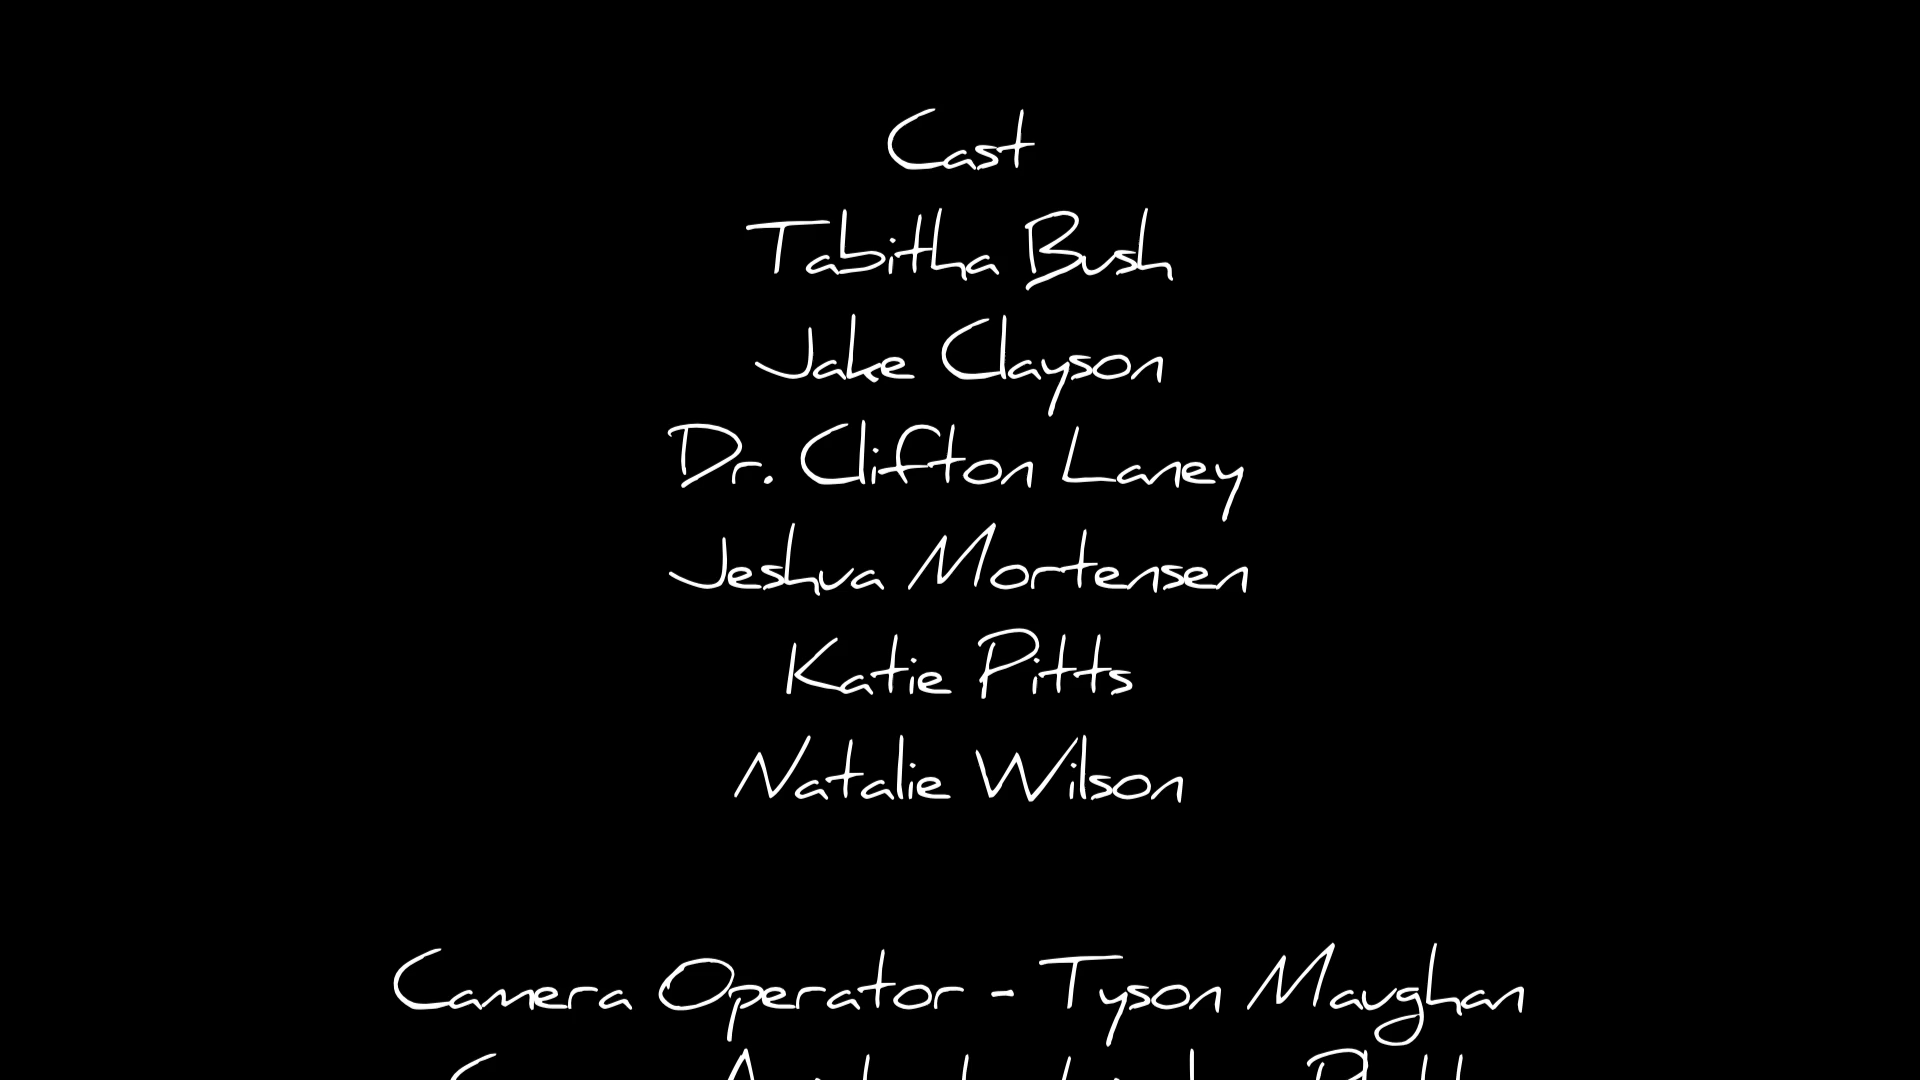 Cast
Tabitha Bush
Jake Clayson
Dr. Clifton Laney
Jeshua Mortensen
Katie Pitts
Natalie Wilson
Camera Operator - Tyson Maughan